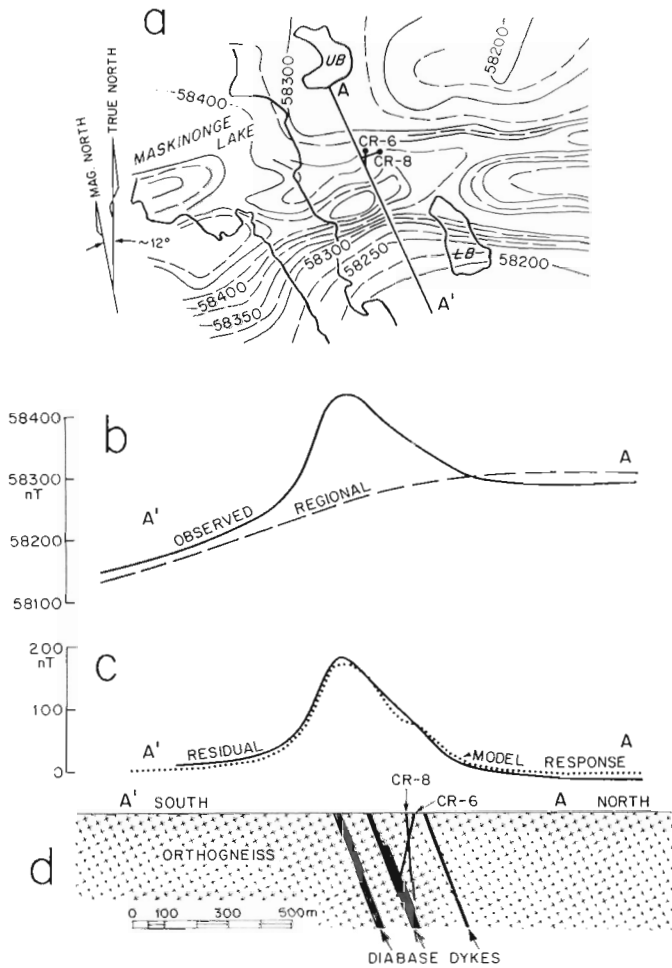 a
MAG. NORTH
TRUE NORTH
~12°
MASKINONGE
LAKE
58400
58300
UB
A
58200
CR-6
CR-8
58300
58250
58400
58350
LB
58200
A'
b
58400
58300
nT
58200
58100
A'
OBSERVED
REGIONAL
A
c
200
nT
100
0
A'
RESIDUAL
MODEL RESPONSE
A
CR-8
CR-6
A' SOUTH
A NORTH
d
ORTHOGNEISS
0 100 300 500m
DIABASE DYKES